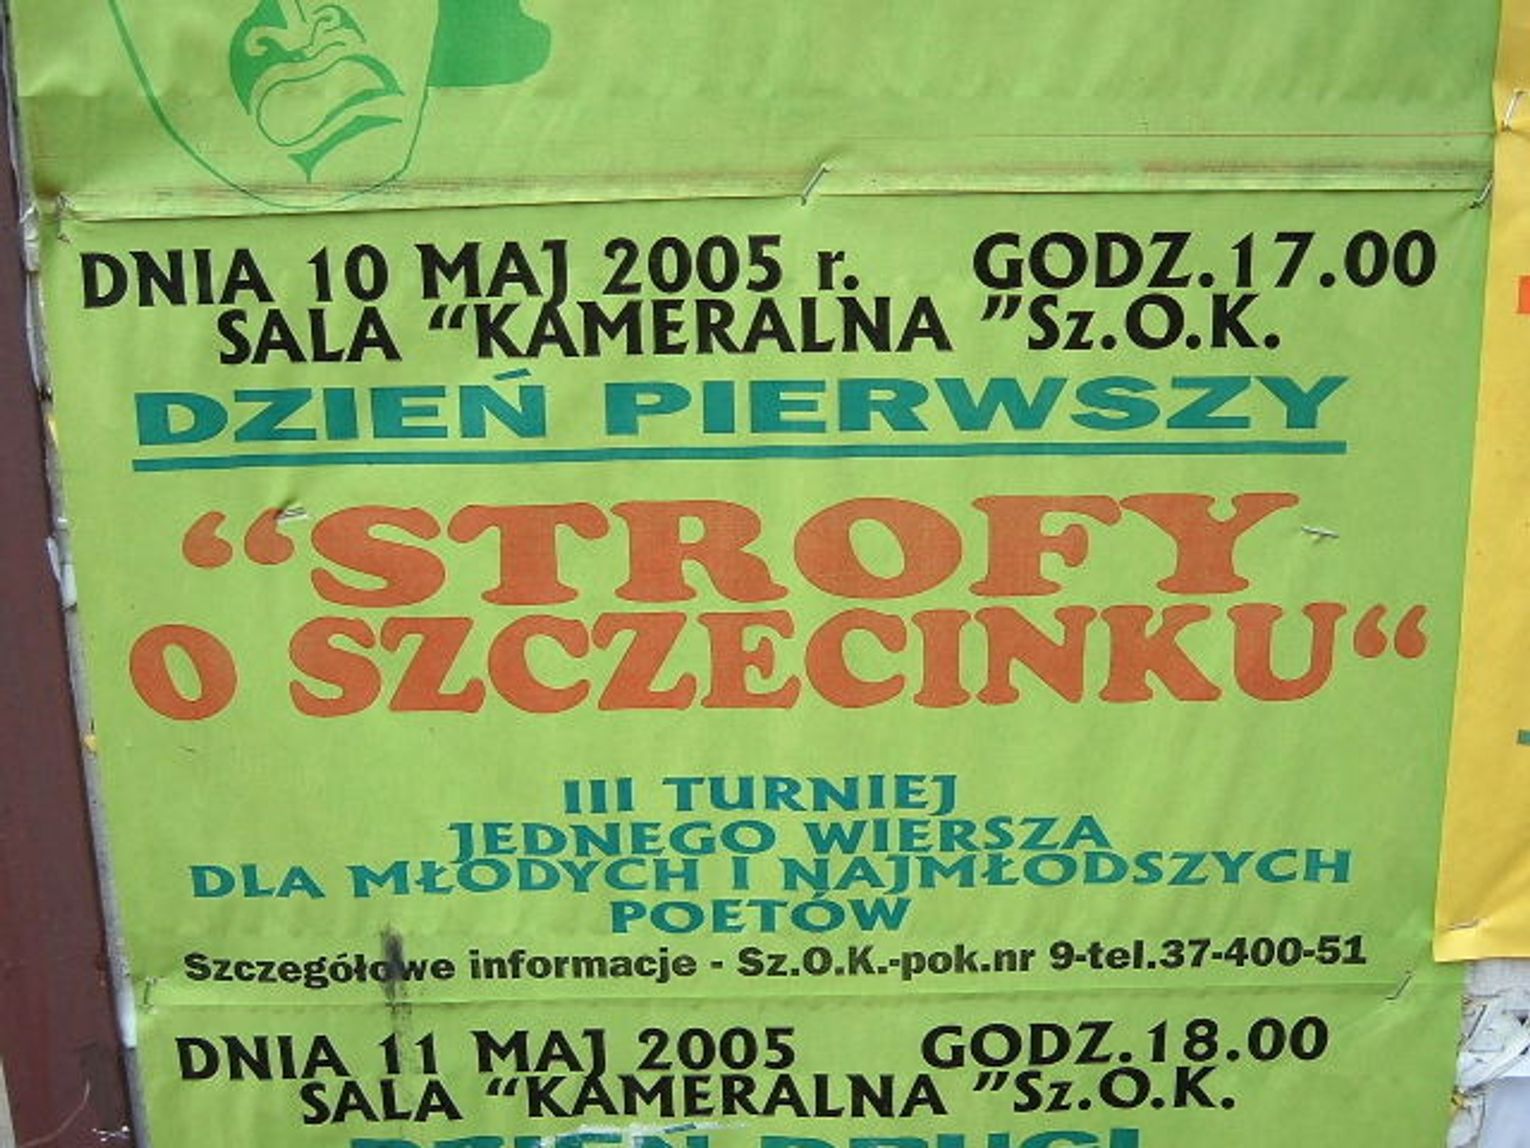 DNIA 10 MAJ 2005 r. GODZ.17.00
SALA “KAMERALNA ”Sz.O.K.
DZIEŃ PIERWSZY
“STROFY
O SZCZECINKU“
III TURNIEJ
JEDNEGO WIERSZA
DLA MŁODYCH I NAJMŁODSZYCH
POETÓW
Szczegółowe informacje - Sz.O.K.-pok.nr 9-tel.37-400-51
DNIA 11 MAJ 2005 GODZ.18.00
SALA “KAMERALNA ”Sz.O.K.
DZIEŃ DRUGI